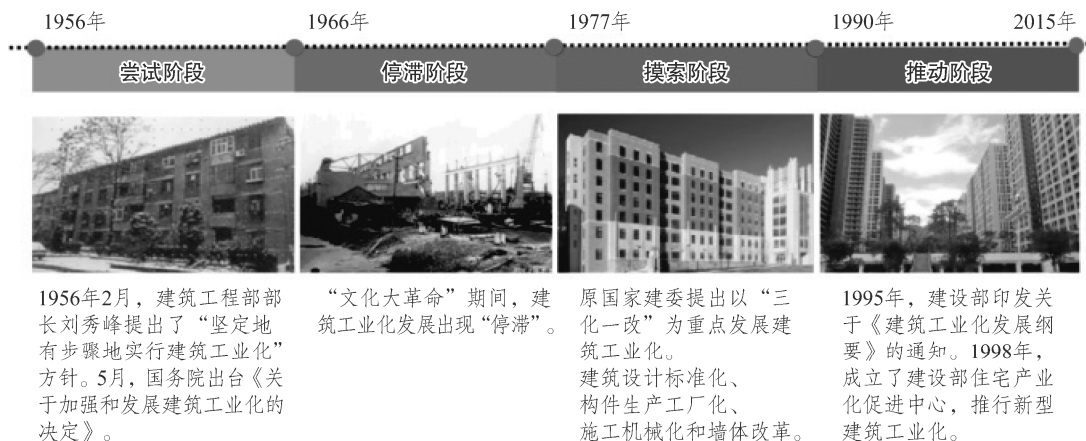 1956年
1966年
1977年
1990年
2015年
尝试阶段
停滞阶段
摸索阶段
推动阶段
1956年2月，建筑工程部部
长刘秀峰提出了“坚定地
有步骤地实行建筑工业化”
方针。5月，国务院出台《关
于加强和发展建筑工业化的
决定》。
“文化大革命”期间，建
筑工业化发展出现“停滞”。
原国家建委提出以“三
化一改”为重点发展建
筑工业化。
建筑设计标准化、
构件生产工厂化、
施工机械化和墙体改革。
1995年，建设部印发关
于《建筑工业化发展纲
要》的通知。1998年，
成立了建设部住宅产业
化促进中心，推行新型
建筑工业化。